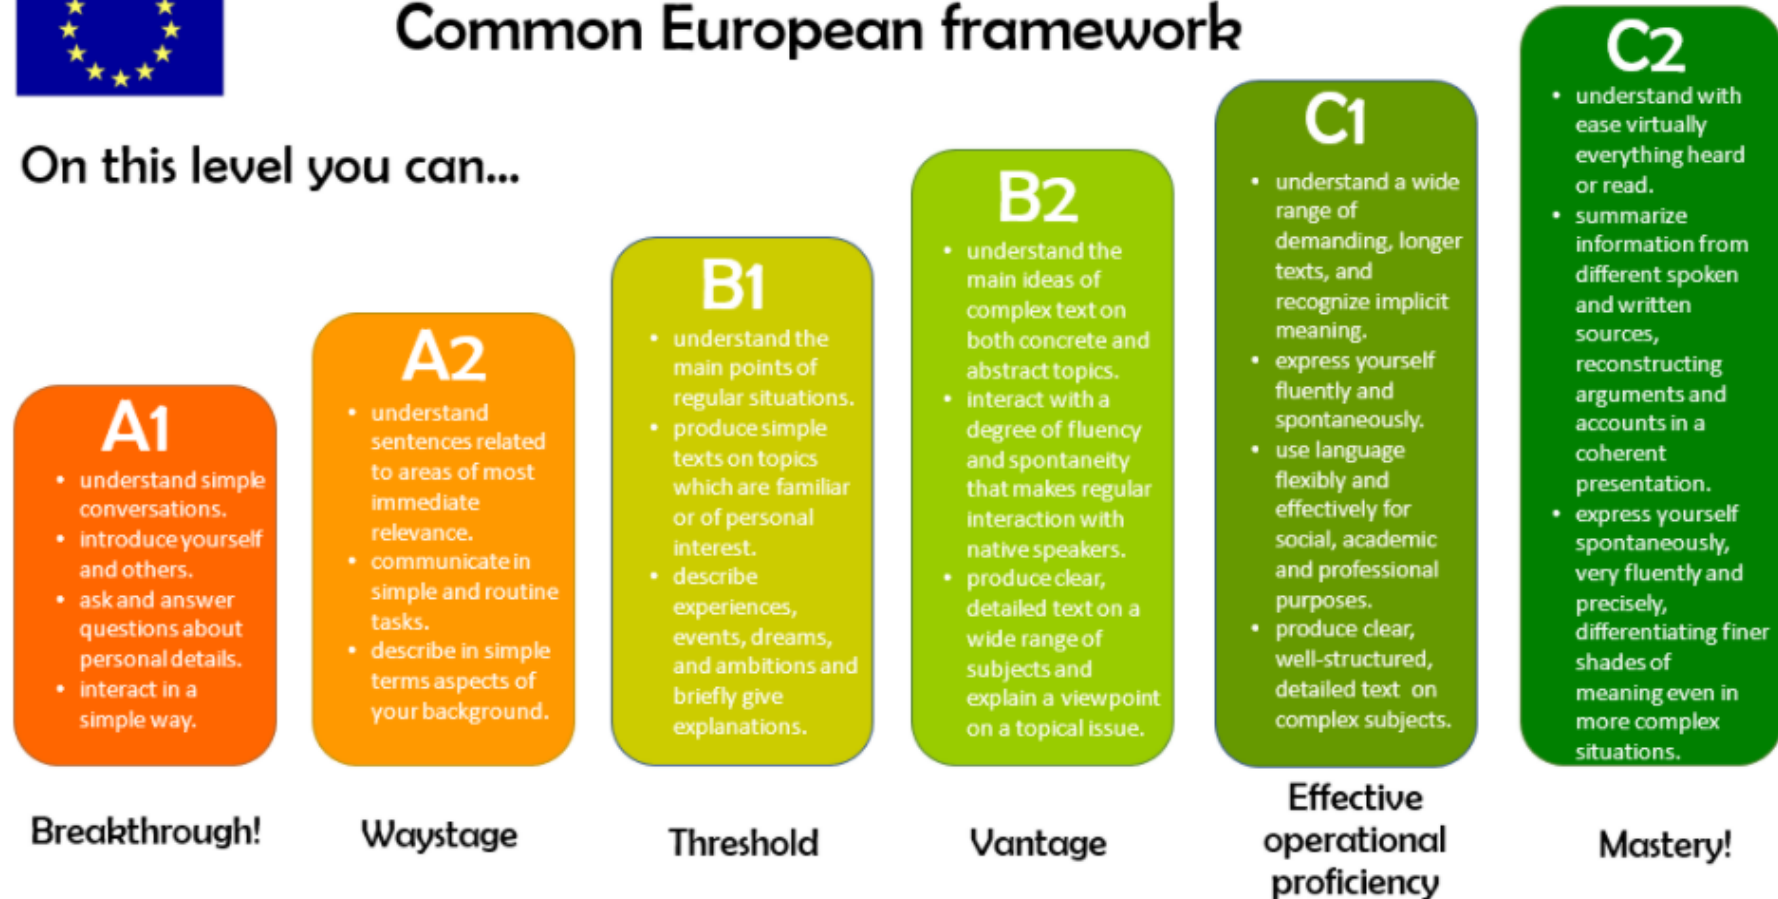 Common European framework
On this level you can...
A1
• understand simple
conversations.
• introduce yourself
and others.
• ask and answer
questions about
personal details.
• interact in a
simple way.
Breakthrough!
A2
• understand
sentences related
to areas of most
immediate
relevance.
• communicate in
simple and routine
tasks.
• describe in simple
terms aspects of
your background.
Waystage
B1
• understand the
main points of
regular situations.
• produce simple
texts on topics
which are familiar
or of personal
interest.
• describe
experiences,
events, dreams,
and ambitions and
briefly give
explanations.
Threshold
B2
• understand the
main ideas of
complex text on
both concrete and
abstract topics.
• interact with a
degree of fluency
and spontaneity
that makes regular
interaction with
native speakers.
• produce clear,
detailed text on a
wide range of
subjects and
explain a viewpoint
on a topical issue.
Vantage
C1
• understand a wide
range of
demanding, longer
texts, and
recognize implicit
meaning.
• express yourself
fluently and
spontaneously.
• use language
flexibly and
effectively for
social, academic
and professional
purposes.
• produce clear,
well-structured,
detailed text on
complex subjects.
Effective
operational
proficiency
C2
• understand with
ease virtually
everything heard
or read.
• summarize
information from
different spoken
and written
sources,
reconstructing
arguments and
accounts in a
coherent
presentation.
• express yourself
spontaneously,
very fluently and
precisely,
differentiating finer
shades of
meaning even in
more complex
situations.
Mastery!